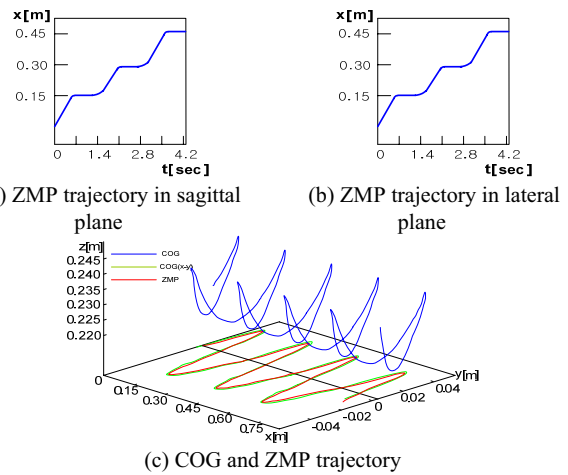 x[m]
0.45
0.30
0.15
0 1.4 2.8 4.2
t[sec]
) ZMP trajectory in sagittal
plane
x[m]
0.45
0.30
0.15
0 1.4 2.8 4.2
t[sec]
(b) ZMP trajectory in lateral
plane
z[m]
0.245
0.240
0.235
0.230
0.225
0.220
COG
COG(x-y)
ZMP
0
0.15
0.30
0.45
0.60
0.75
x[m]
-0.04
-0.02
0
0.02
0.04
y[m]
(c) COG and ZMP trajectory